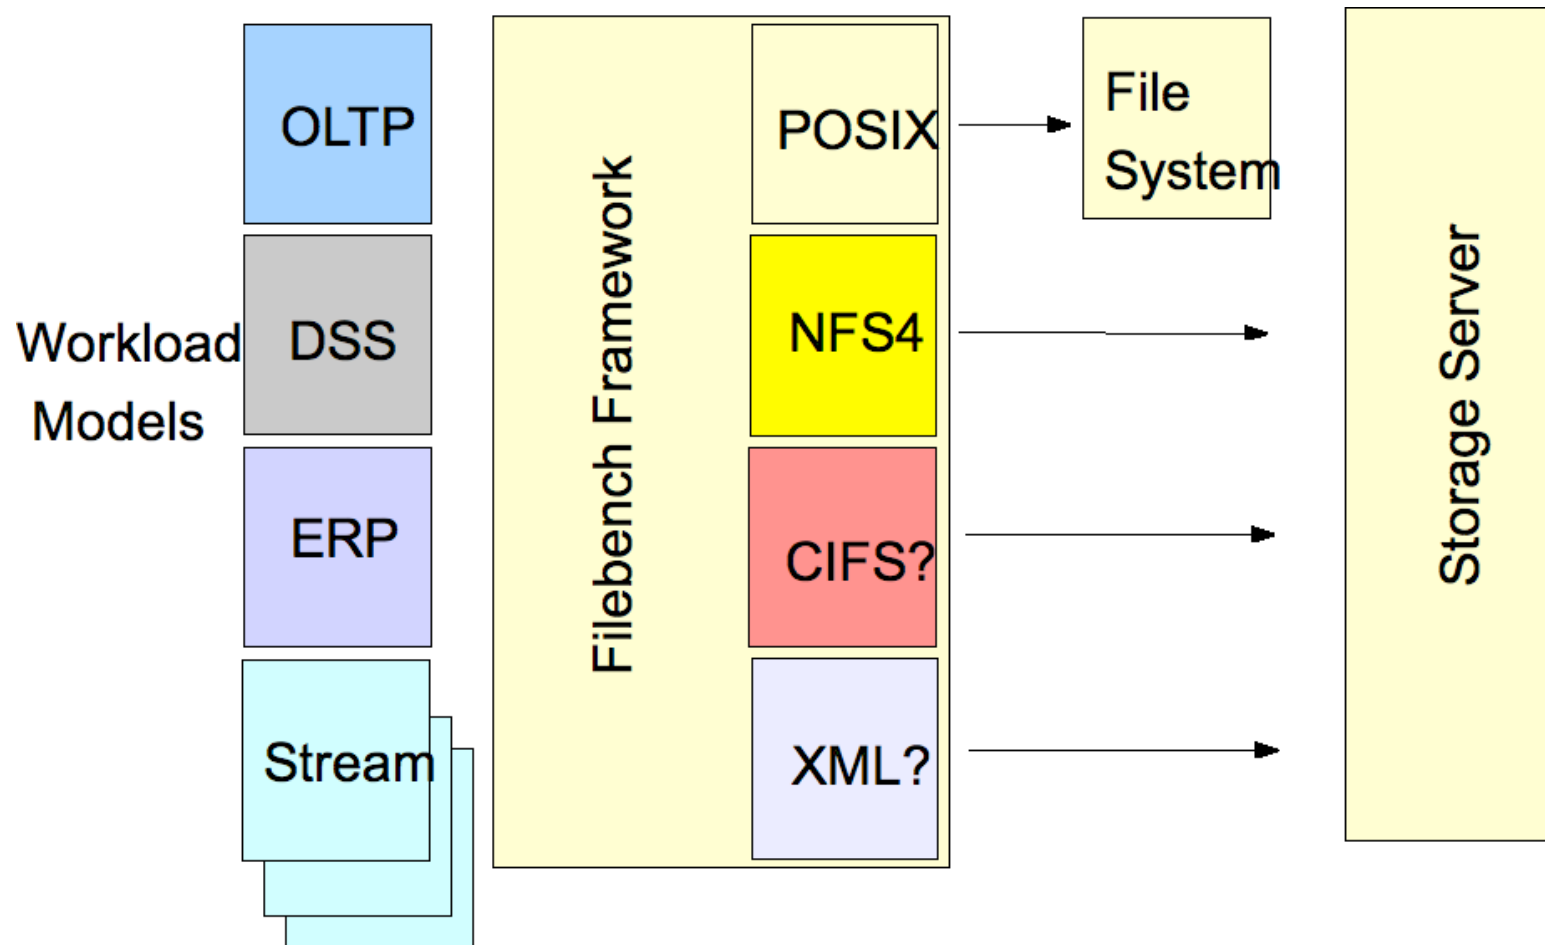 Workload
Models
OLTP
DSS
ERP
Stream
Filebench Framework
POSIX
NFS4
CIFS?
XML?
File
System
Storage Server